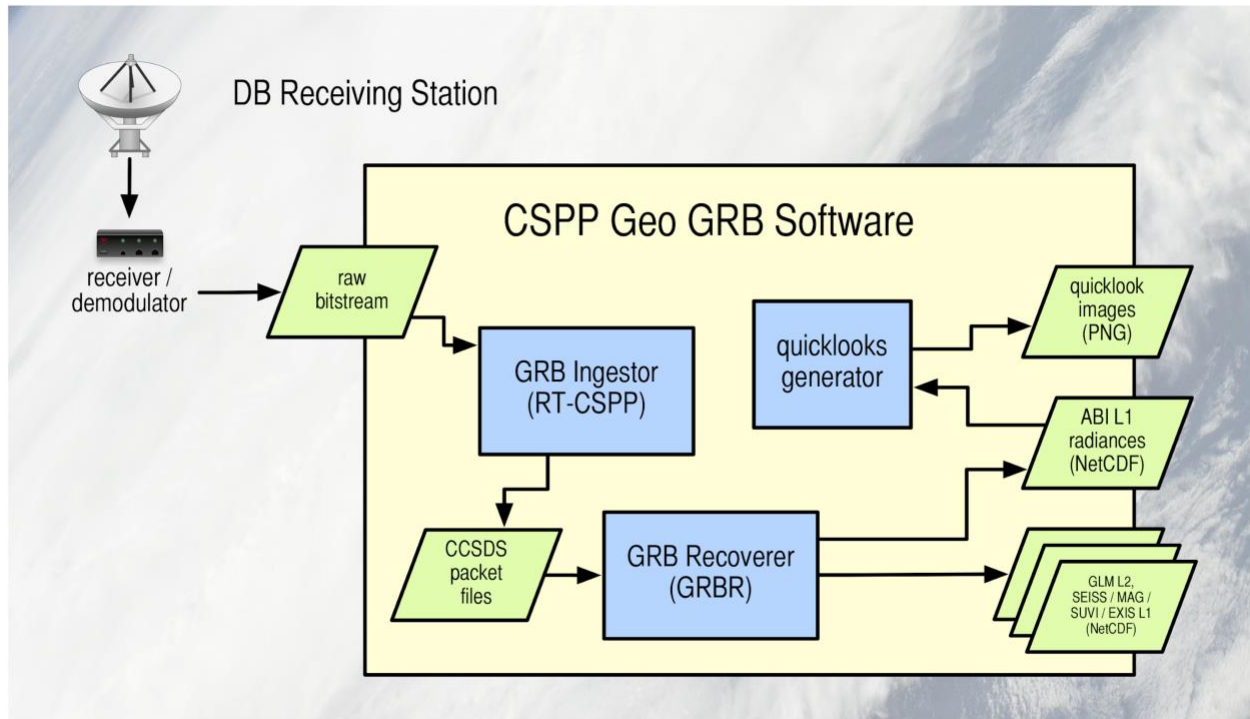 DB Receiving Station
receiver /
demodulator
CSPP Geo GRB Software
raw
bitstream
GRB Ingestor
(RT-CSPP)
CCSDS
packet
files
GRB Recoverer
(GRBR)
quicklooks
generator
quicklook
images
(PNG)
ABI L1
radiances
(NetCDF)
GLM L2,
SEISS / MAG /
SUVI / EXIS L1
(NetCDF)